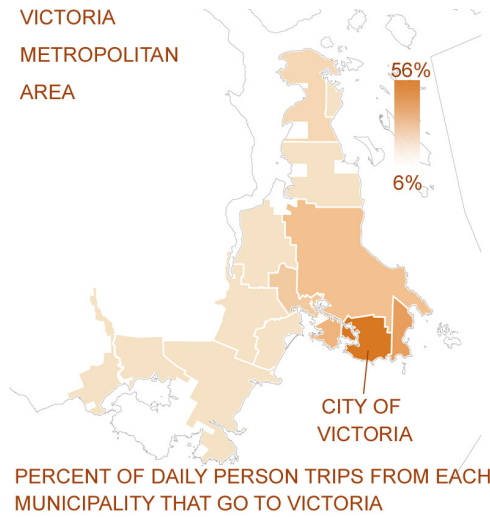 VICTORIA
METROPOLITAN
AREA
56%
6%
CITY OF
VICTORIA
PERCENT OF DAILY PERSON TRIPS FROM EACH
MUNICIPALITY THAT GO TO VICTORIA